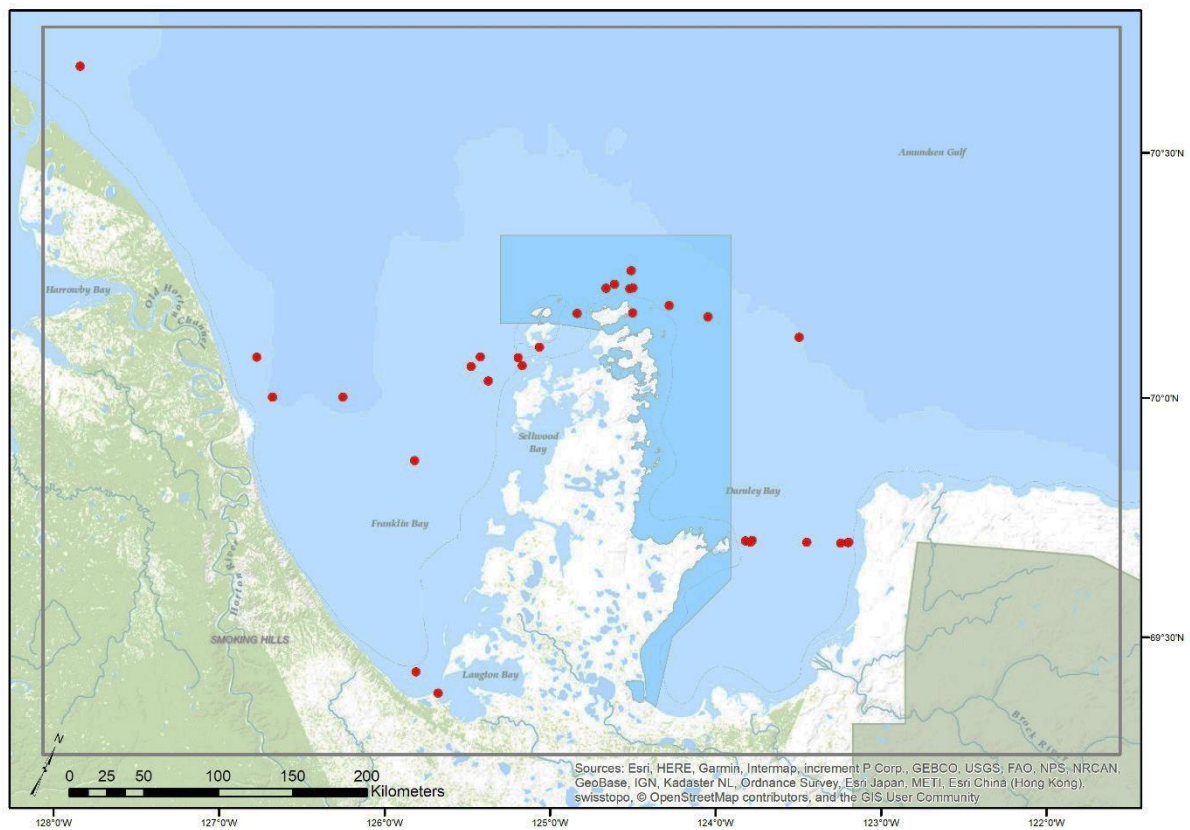 Amundsen Gulf
70°30'N
Harrowby Bay
Old Horton Channel
70°0'N
Sellwood
Bay
Darnley Bay
Franklin Bay
Horton River
SMOKING HILLS
69°30'N
Langton Bay
Brock River
N
0 25 50 100 150 200
Kilometers
Sources: Esri, HERE, Garmin, Intermap, increment P Corp., GEBCO, USGS, FAO, NPS, NRCAN,
GeoBase, IGN, Kadaster NL, Ordnance Survey, Esri Japan, METI, Esri China (Hong Kong),
swisstopo, © OpenStreetMap contributors, and the GIS User Community
128°0'W 127°0'W 126°0'W 125°0'W 124°0'W 123°0'W 122°0'W